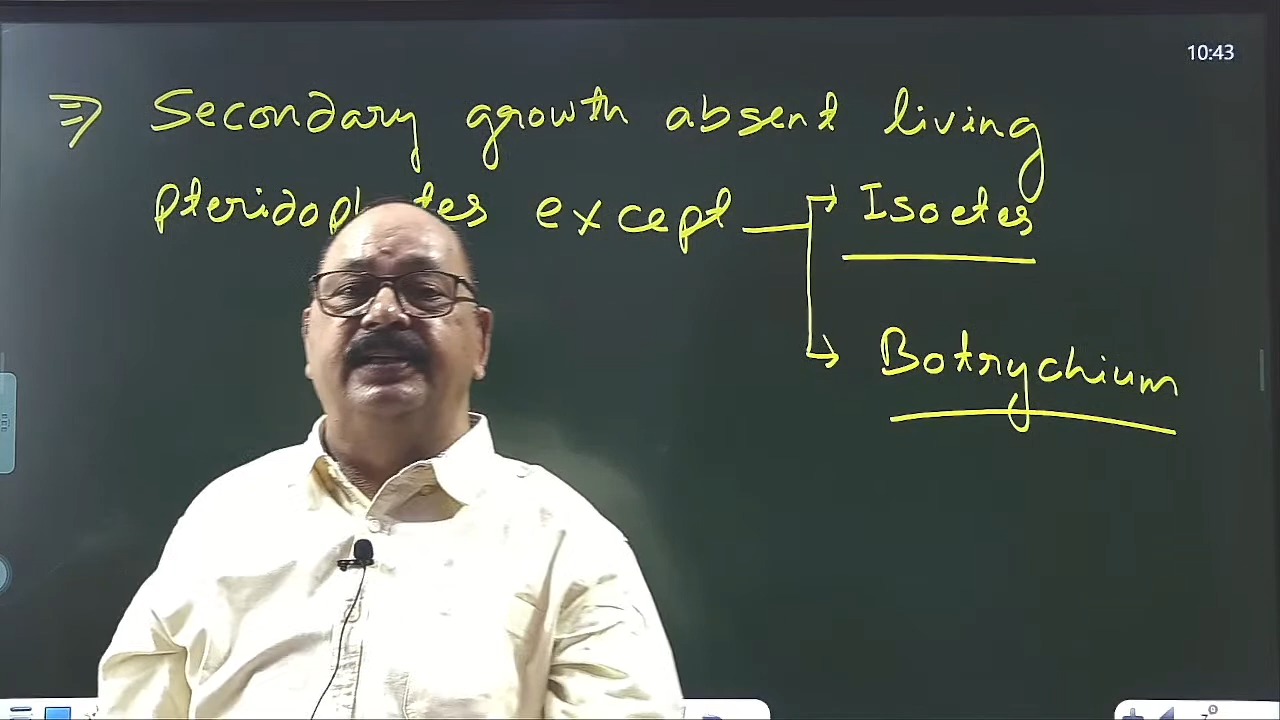 10:43
⇒ Secondary growth absent living
except → Isoetes
→ Botrychium